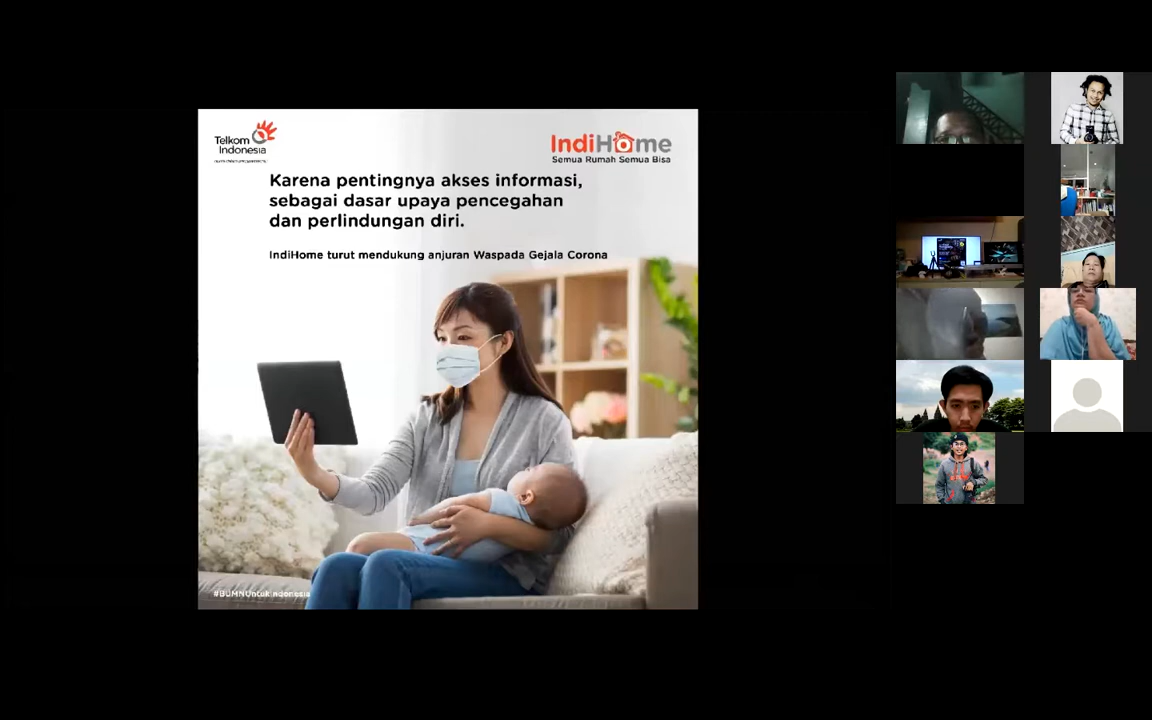 Telkom
Indonesia
IndiHome
Semua Rumah Semua Bisa
Karena pentingnya akses informasi,
sebagai dasar upaya pencegahan
dan perlindungan diri.
IndiHome turut mendukung anjuran Waspada Gejala Corona
#BUMNUntukIndonesia